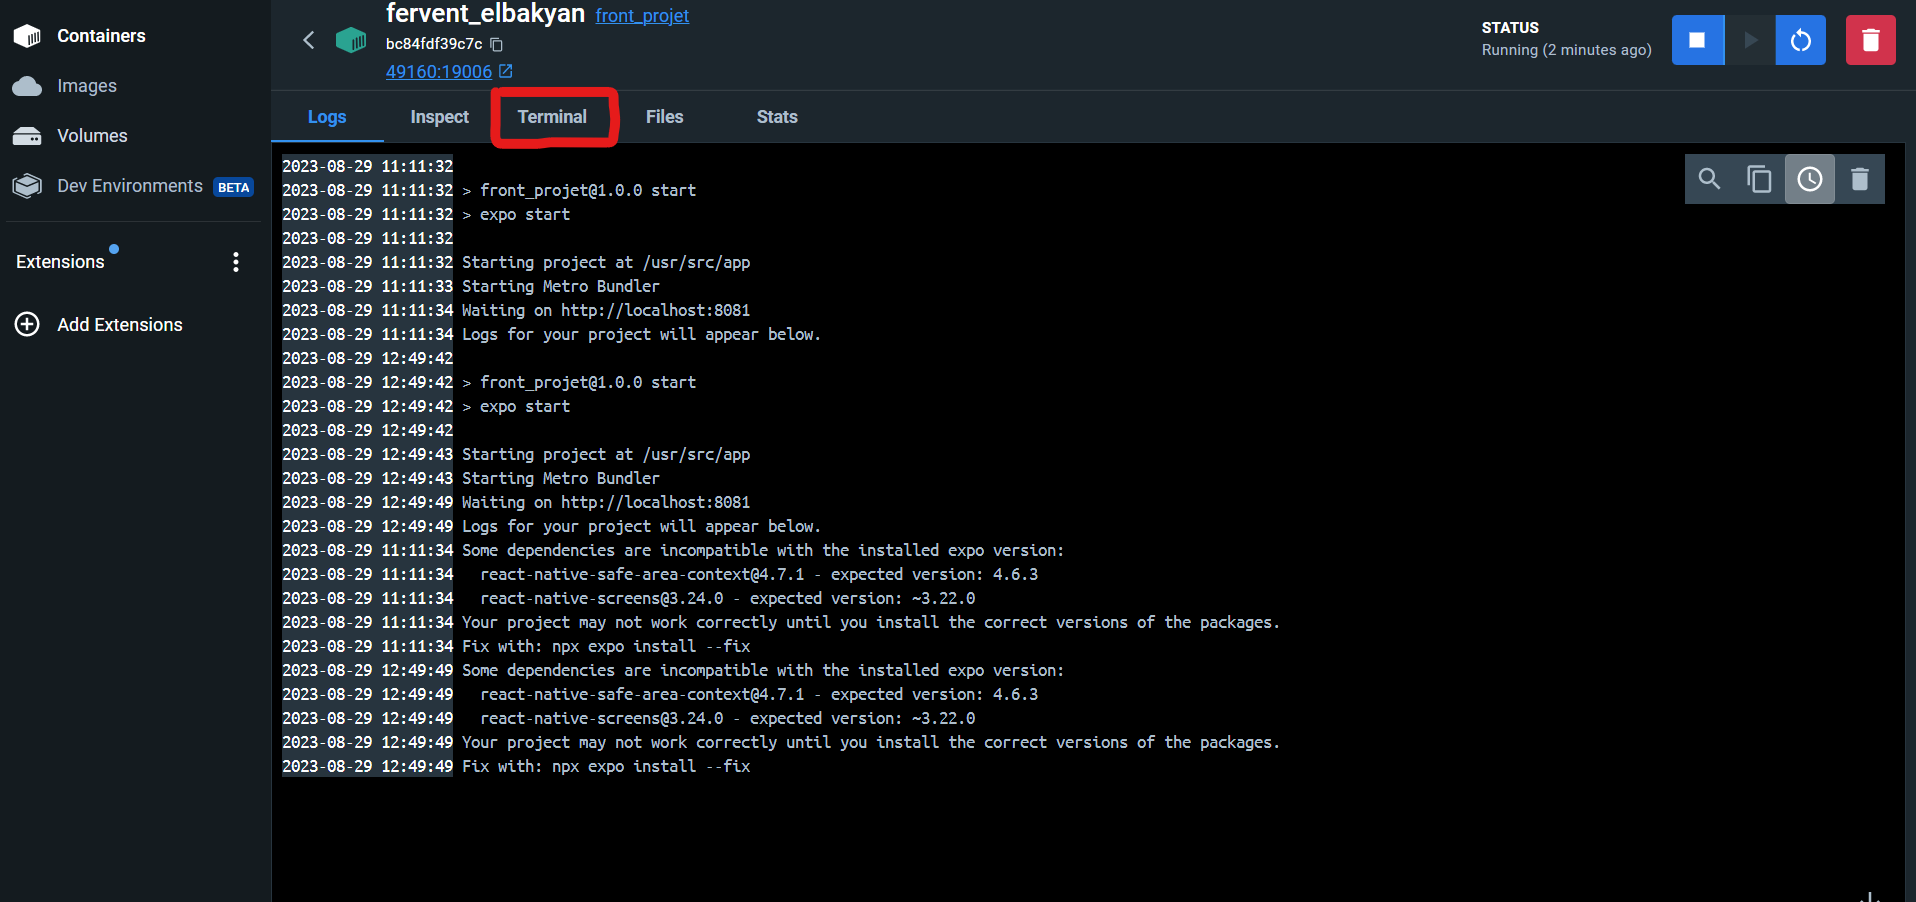 Containers
Images
Volumes
Dev Environments BETA
Extensions
Add Extensions
fervent_elbakyan front_projet
bc84fdf39c7c
49160:19006
STATUS
Running (2 minutes ago)
Logs Inspect Terminal Files Stats
2023-08-29 11:11:32
2023-08-29 11:11:32 > front_projet@1.0.0 start
2023-08-29 11:11:32 > expo start
2023-08-29 11:11:32
2023-08-29 11:11:32 Starting project at /usr/src/app
2023-08-29 11:11:33 Starting Metro Bundler
2023-08-29 11:11:34 Waiting on http://localhost:8081
2023-08-29 11:11:34 Logs for your project will appear below.
2023-08-29 12:49:42
2023-08-29 12:49:42 > front_projet@1.0.0 start
2023-08-29 12:49:42 > expo start
2023-08-29 12:49:42
2023-08-29 12:49:43 Starting project at /usr/src/app
2023-08-29 12:49:43 Starting Metro Bundler
2023-08-29 12:49:49 Waiting on http://localhost:8081
2023-08-29 12:49:49 Logs for your project will appear below.
2023-08-29 11:11:34 Some dependencies are incompatible with the installed expo version:
2023-08-29 11:11:34 react-native-safe-area-context@4.7.1 - expected version: 4.6.3
2023-08-29 11:11:34 react-native-screens@3.24.0 - expected version: ~3.22.0
2023-08-29 11:11:34 Your project may not work correctly until you install the correct versions of the packages.
2023-08-29 11:11:34 Fix with: npx expo install --fix
2023-08-29 12:49:49 Some dependencies are incompatible with the installed expo version:
2023-08-29 12:49:49 react-native-safe-area-context@4.7.1 - expected version: 4.6.3
2023-08-29 12:49:49 react-native-screens@3.24.0 - expected version: ~3.22.0
2023-08-29 12:49:49 Your project may not work correctly until you install the correct versions of the packages.
2023-08-29 12:49:49 Fix with: npx expo install --fix